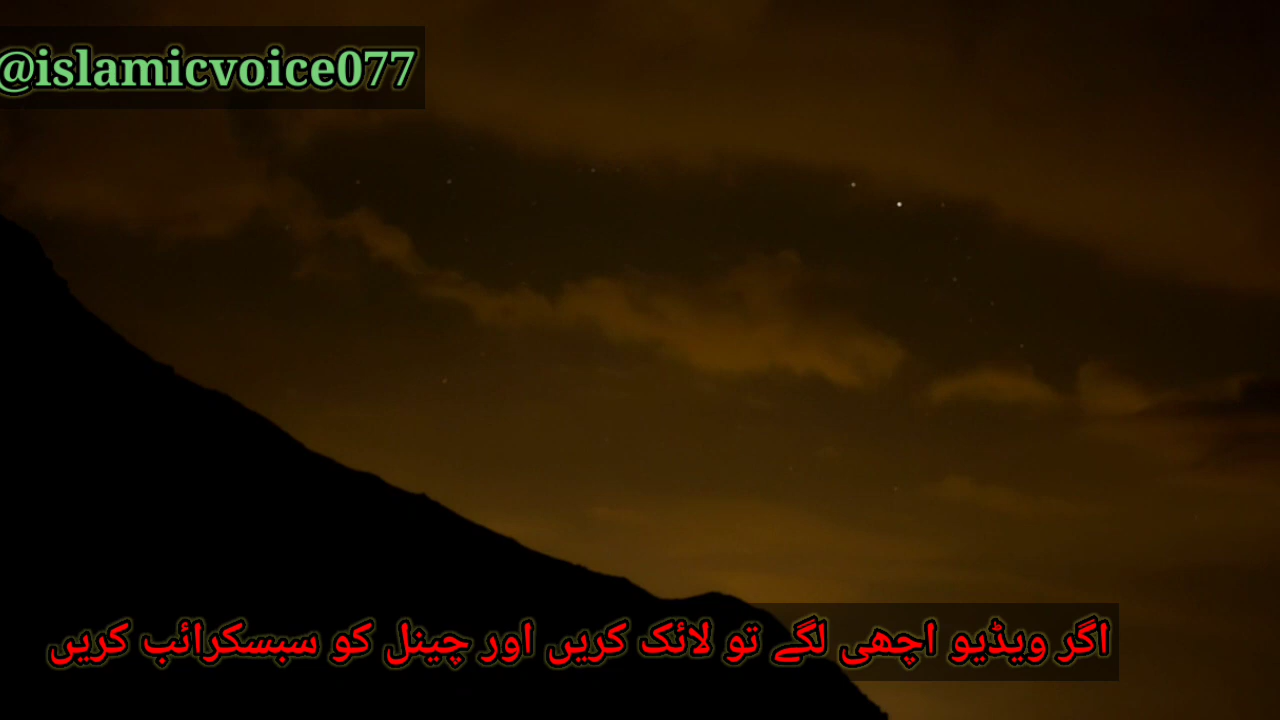 @islamicvoice077
اگر ویڈیو اچھی لگے تو لائک کریں اور چینل کو سبسکرائب کریں